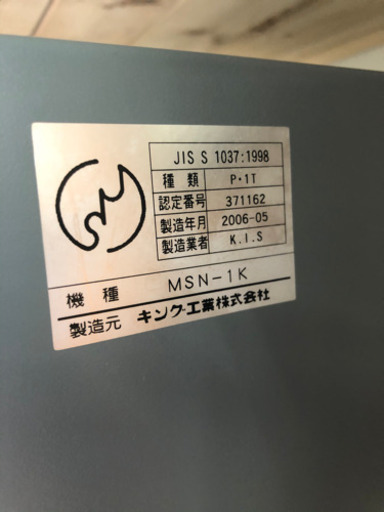 JIS S 1037:1998
種類 P・1T
認定番号 371162
製造年月 2006-05
製造業者 K.I.S
機種 MSN-1K
製造元 キング工業株式会社